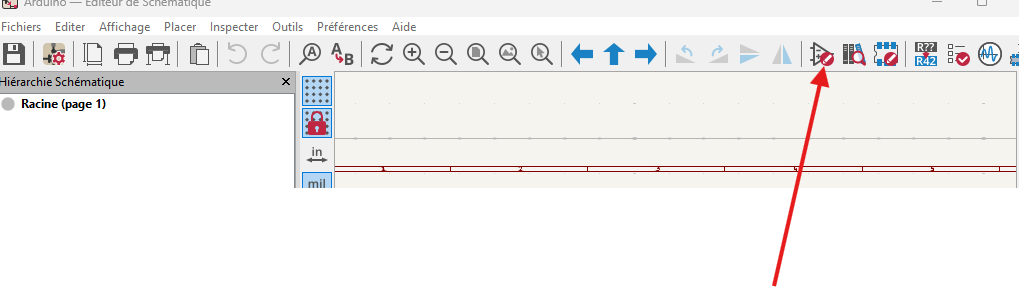 Arduino — Éditeur de Schématique
Fichiers Editer Affichage Placer Inspecter Outils Préférences Aide
A
A B
R??
R42
Hiérarchie Schématique
Racine (page 1)
in
mil
1 2 3 4 5